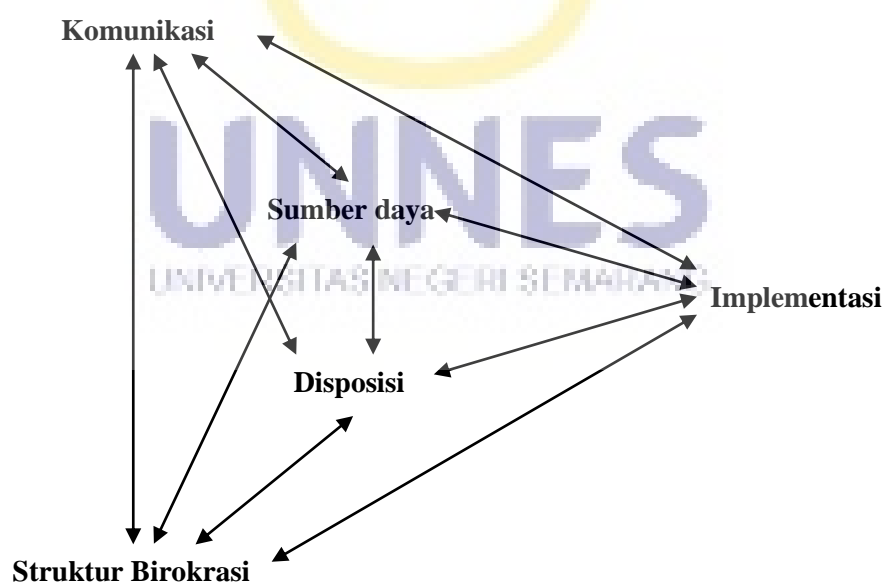 Komunikasi
UNNES
Sumber daya
UNIVERSITAS NEGERI SEMARANG
Implementasi
Disposisi
Struktur Birokrasi